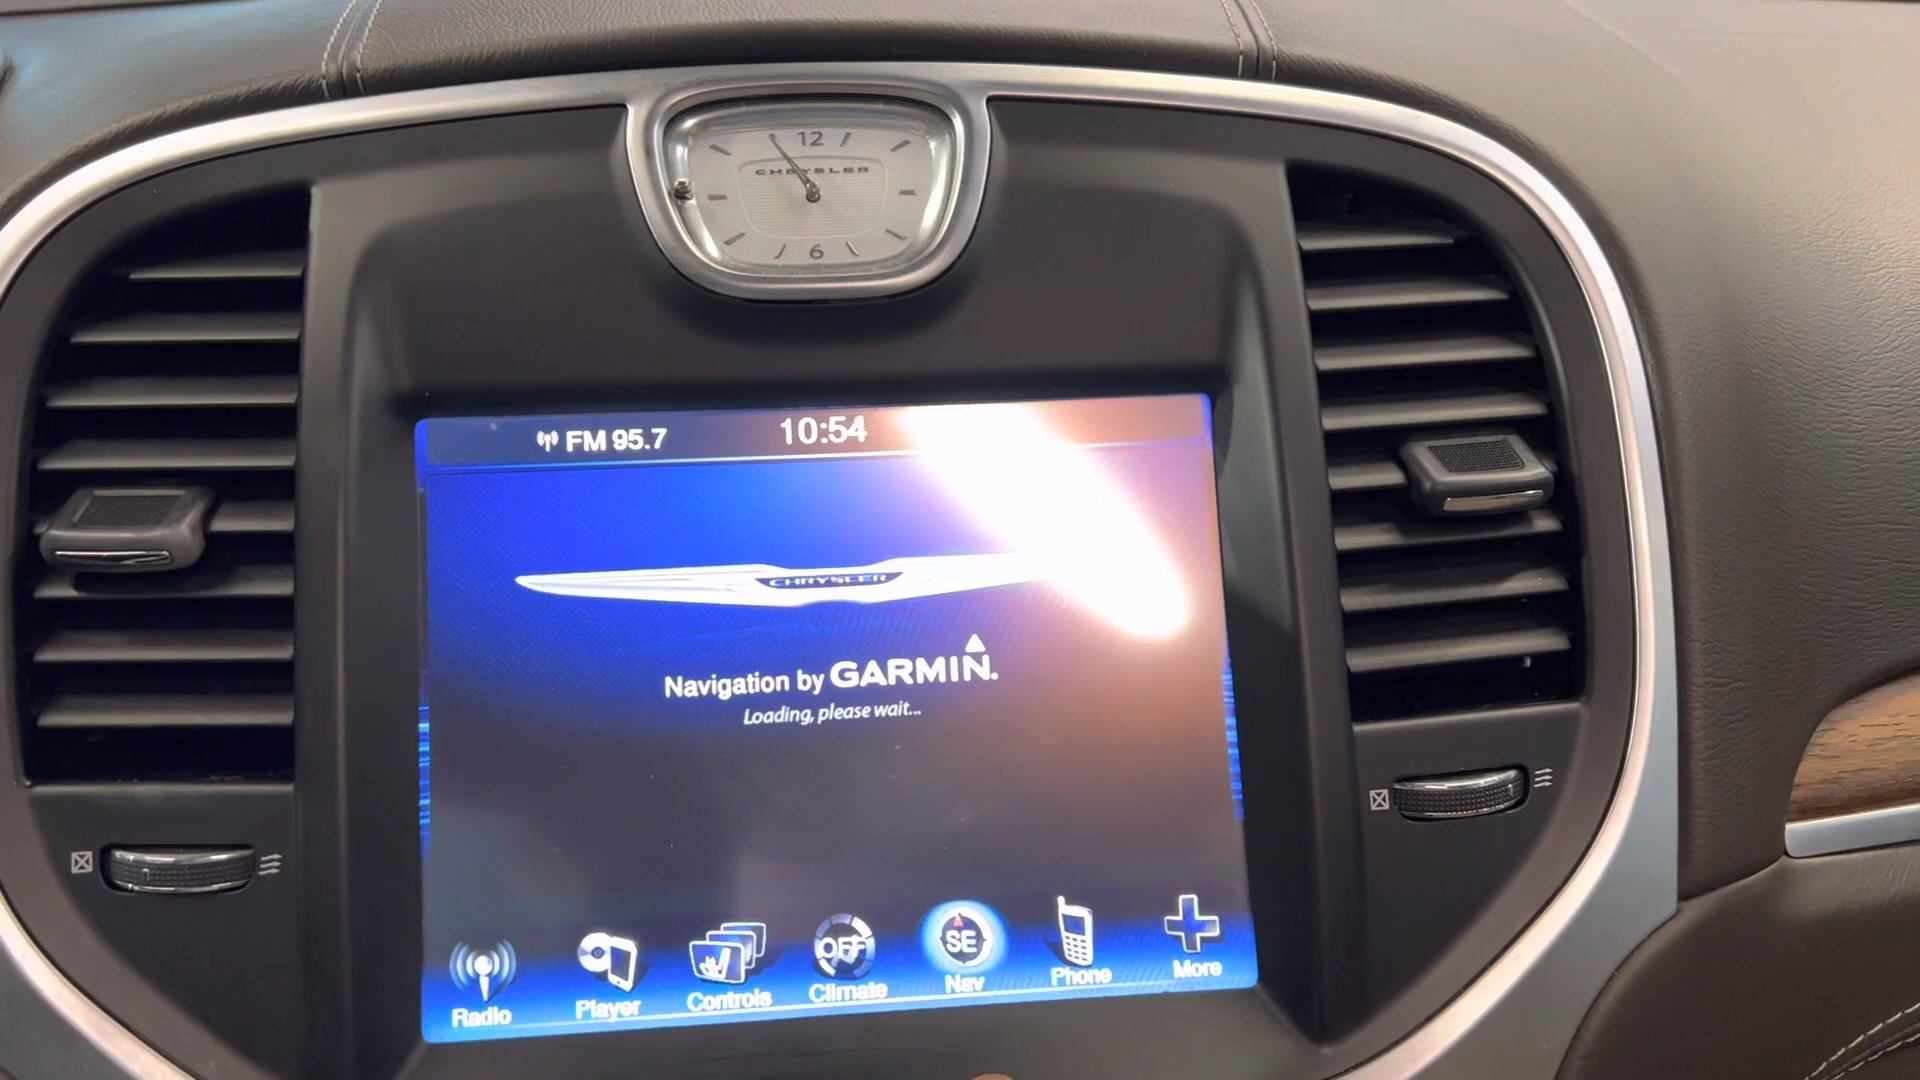 12
CHRYSLER
6
FM 95.7
10:54
CHRYSLER
Navigation by GARMIN.
Loading, please wait...
OFF
SE
Radio
Player
Controls
Climate
Nav
Phone
More